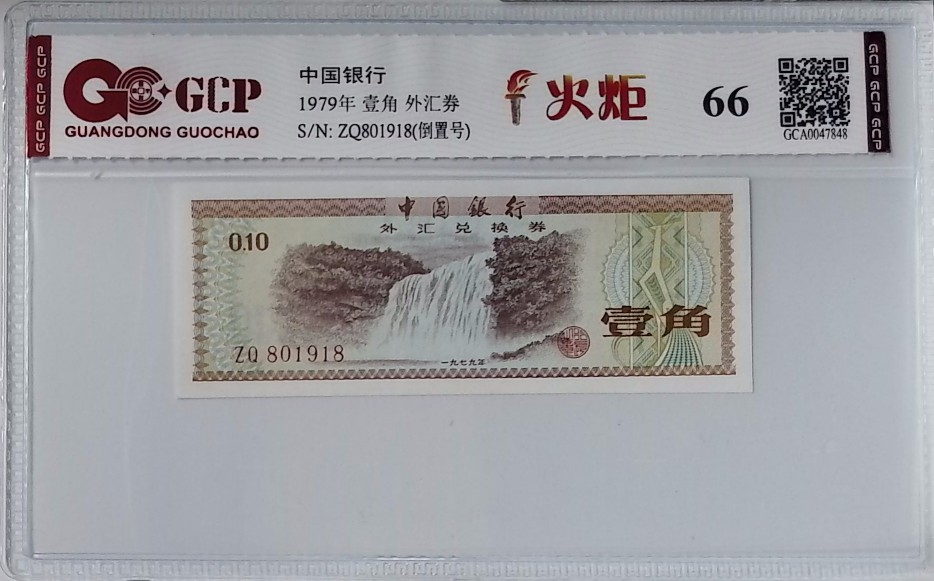 GCP GCP GCP
GCP
GUANGDONG GUOCHAO
中国银行
1979年 壹角 外汇券
S/N: ZQ801918(倒置号)
火炬
66
GCA0047848
GCP GCP GCP
中国银行
外汇兑换券
0.10
壹角
ZQ 801918
一九七九年